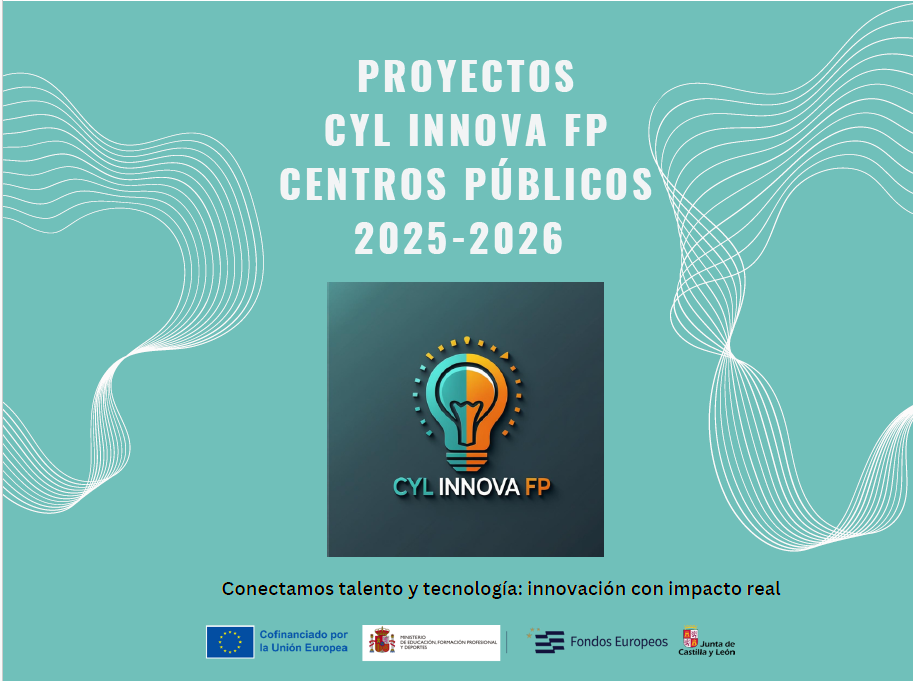 PROYECTOS
CYL INNOVA FP
CENTROS PÚBLICOS
2025-2026
CYL INNOVA FP
Conectamos talento y tecnología: innovación con impacto real
Cofinanciado por
la Unión Europea
MINISTERIO
DE EDUCACIÓN, FORMACIÓN PROFESIONAL
Y DEPORTES
Fondos Europeos
Junta de
Castilla y León